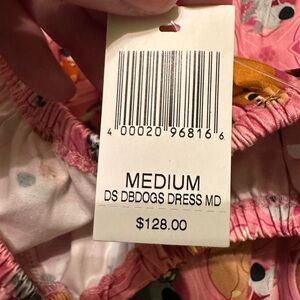 4 00020 96816 6
MEDIUM
DS DBDOGS DRESS MD
$128.00